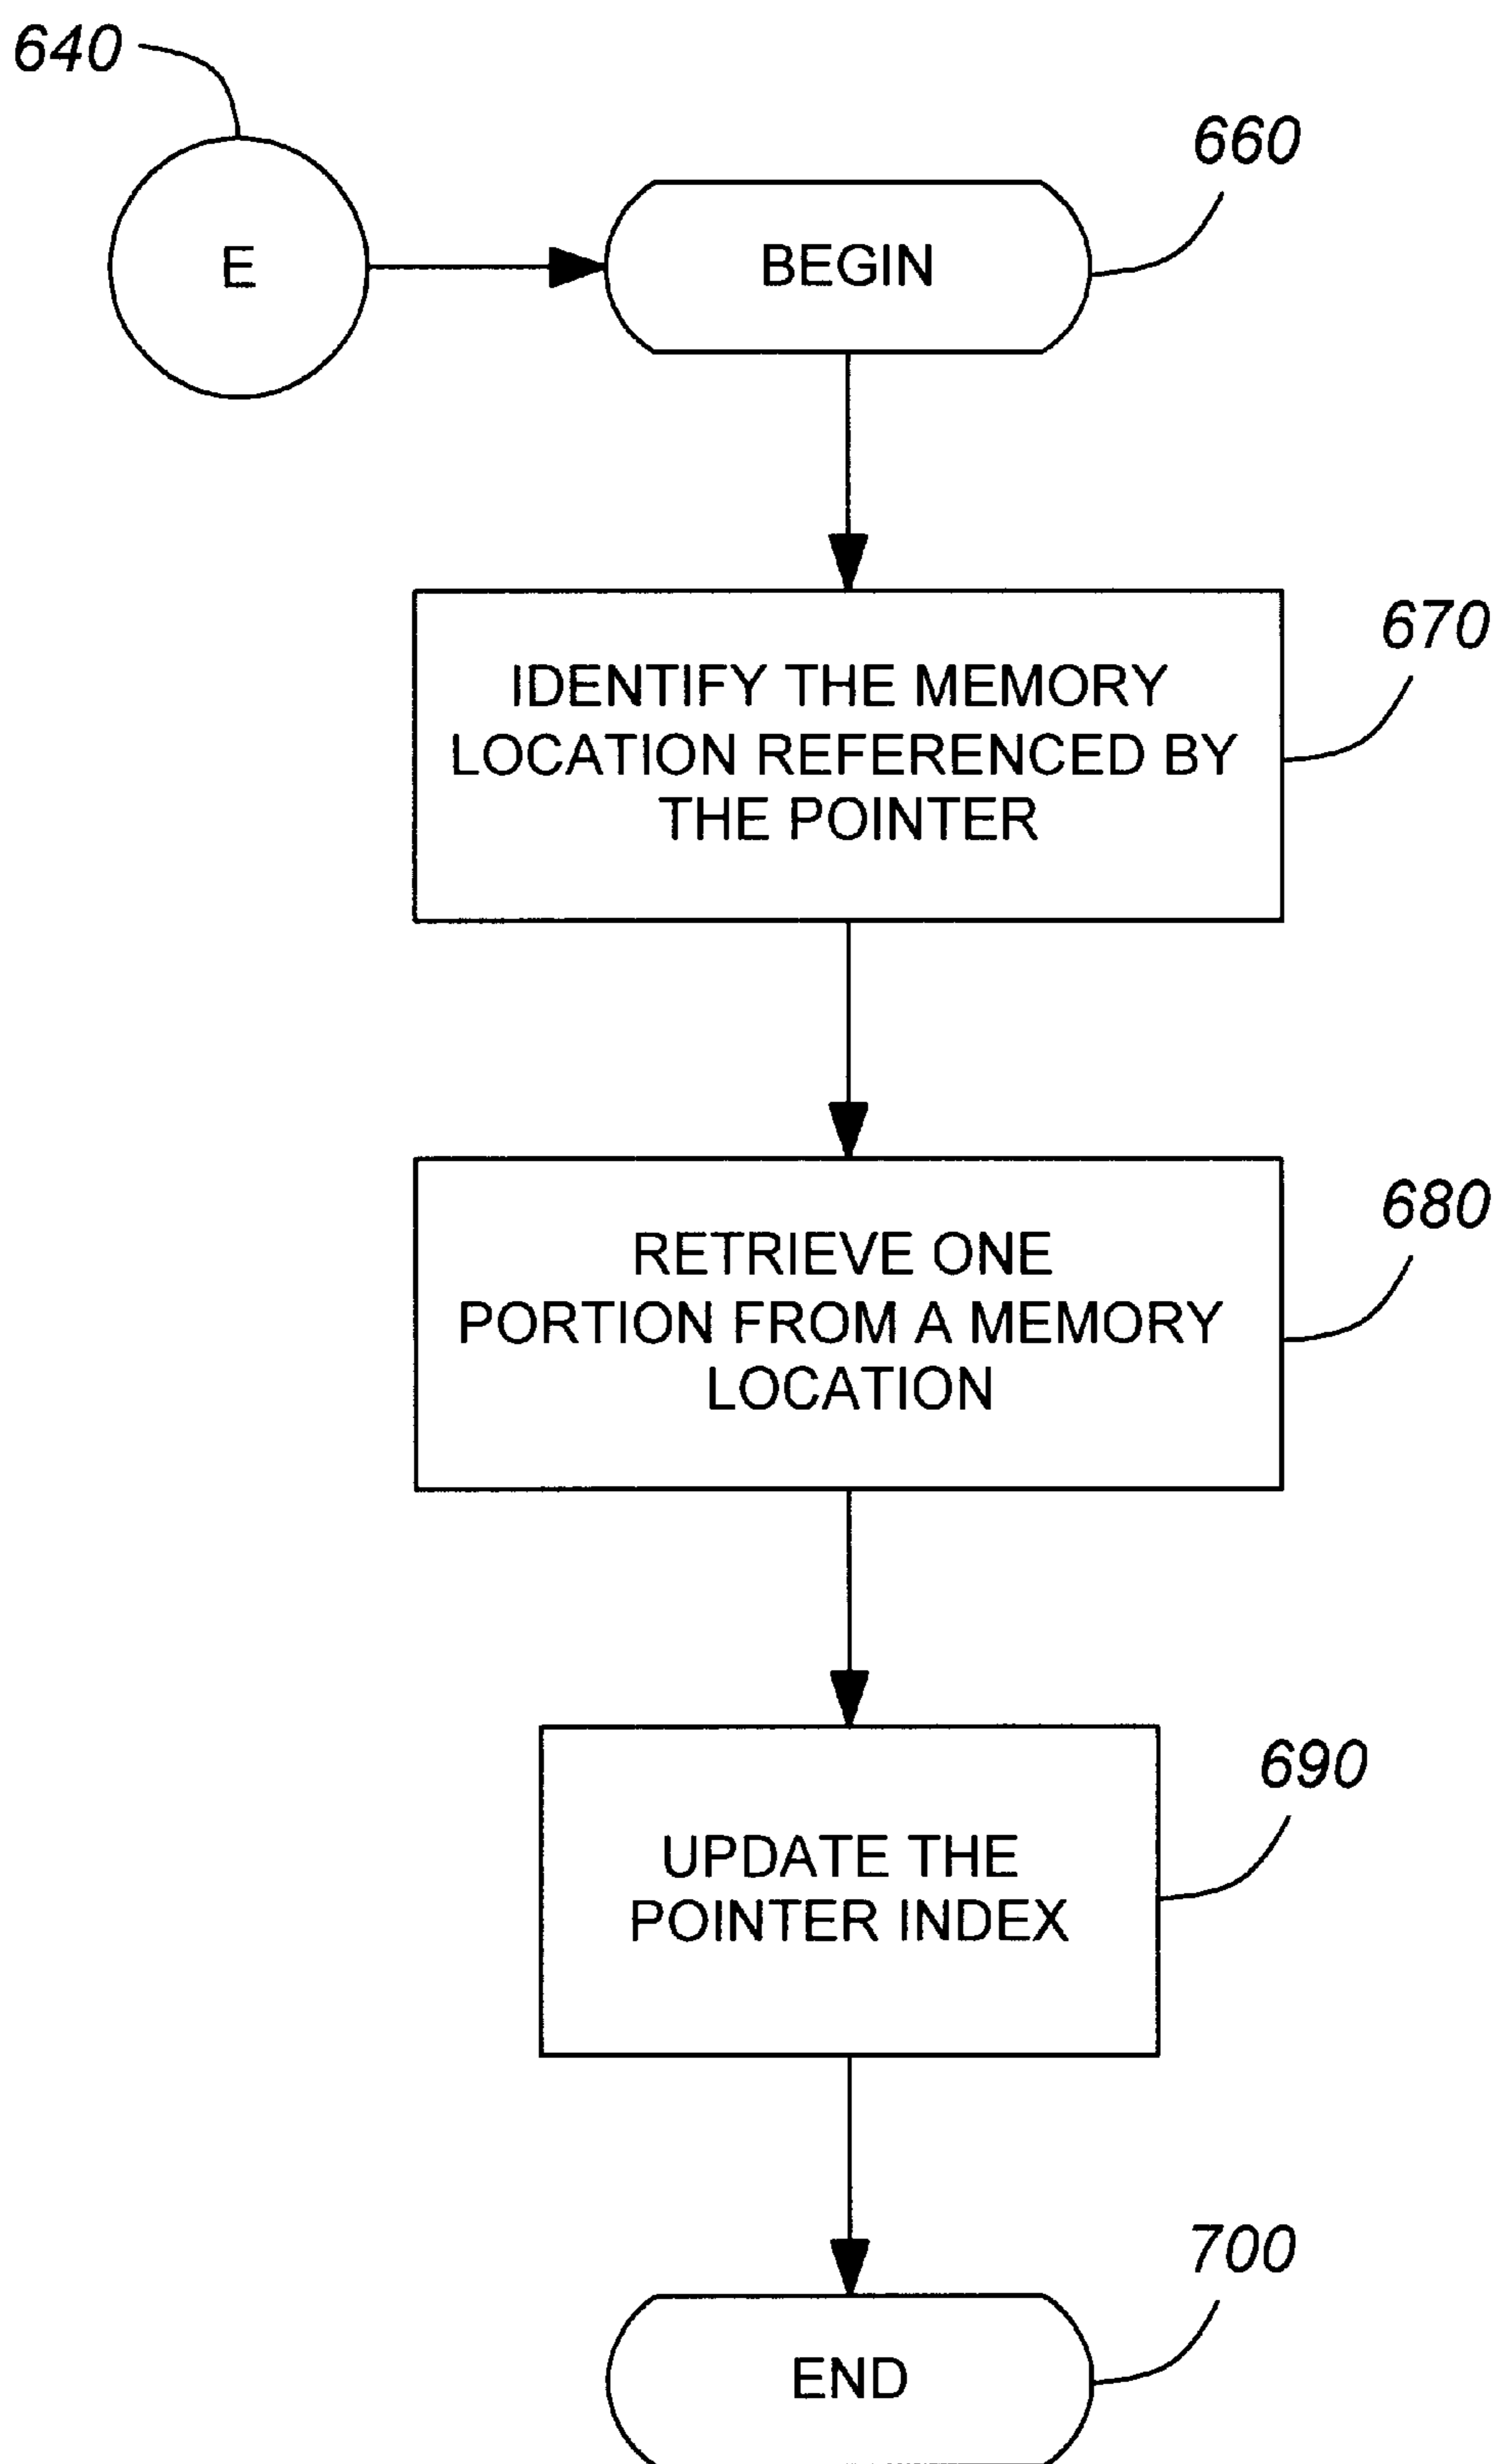 640
660
E
BEGIN
670
IDENTIFY THE MEMORY
LOCATION REFERENCED BY
THE POINTER
680
RETRIEVE ONE
PORTION FROM A MEMORY
LOCATION
690
UPDATE THE
POINTER INDEX
700
END